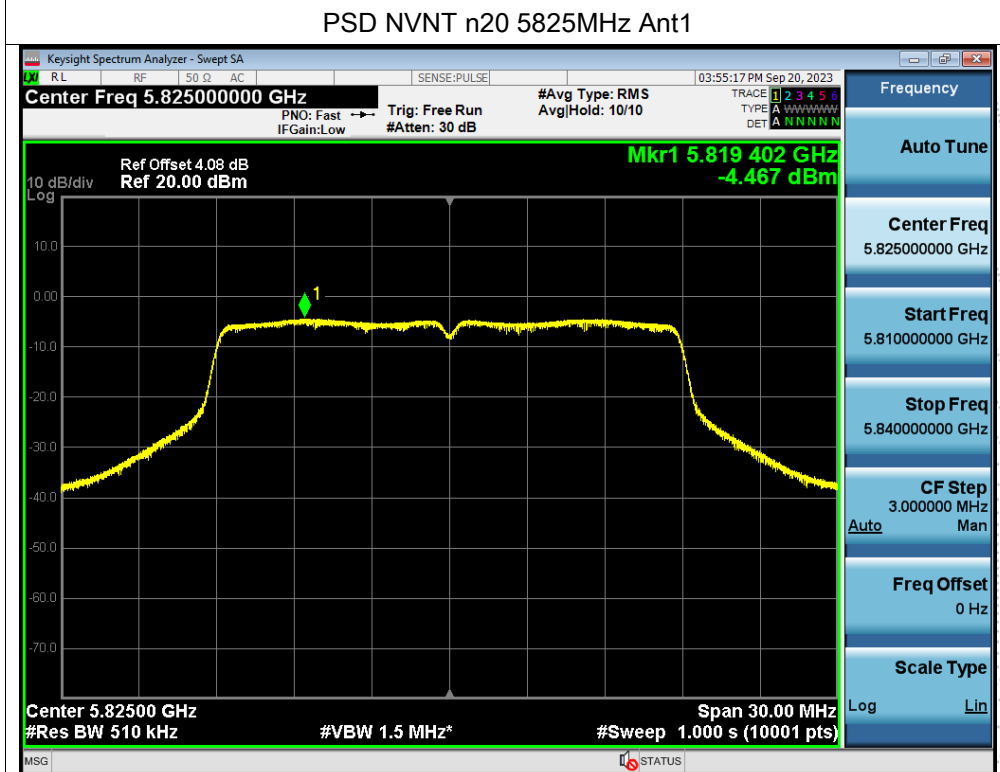 PSD NVNT n20 5825MHz Ant1
Keysight Spectrum Analyzer - Swept SA
LXI RL RF 50 Ω AC SENSE:PULSE 03:55:17 PM Sep 20, 2023
Center Freq 5.825000000 GHz
PNO: Fast
IFGain:Low
Trig: Free Run
#Atten: 30 dB
#Avg Type: RMS
Avg|Hold: 10/10
TRACE 1 2 3 4 5 6
TYPE A WWWWW
DET A N N N N N
Ref Offset 4.08 dB
Ref 20.00 dBm
10 dB/div
Log
Mkr1 5.819 402 GHz
-4.467 dBm
1
10.0
0.00
-10.0
-20.0
-30.0
-40.0
-50.0
-60.0
-70.0
Center 5.82500 GHz
Span 30.00 MHz
#Res BW 510 kHz
#VBW 1.5 MHz*
#Sweep 1.000 s (10001 pts)
MSG
STATUS
Frequency
Auto Tune
Center Freq
5.825000000 GHz
Start Freq
5.810000000 GHz
Stop Freq
5.840000000 GHz
CF Step
3.000000 MHz
Auto Man
Freq Offset
0 Hz
Scale Type
Log Lin